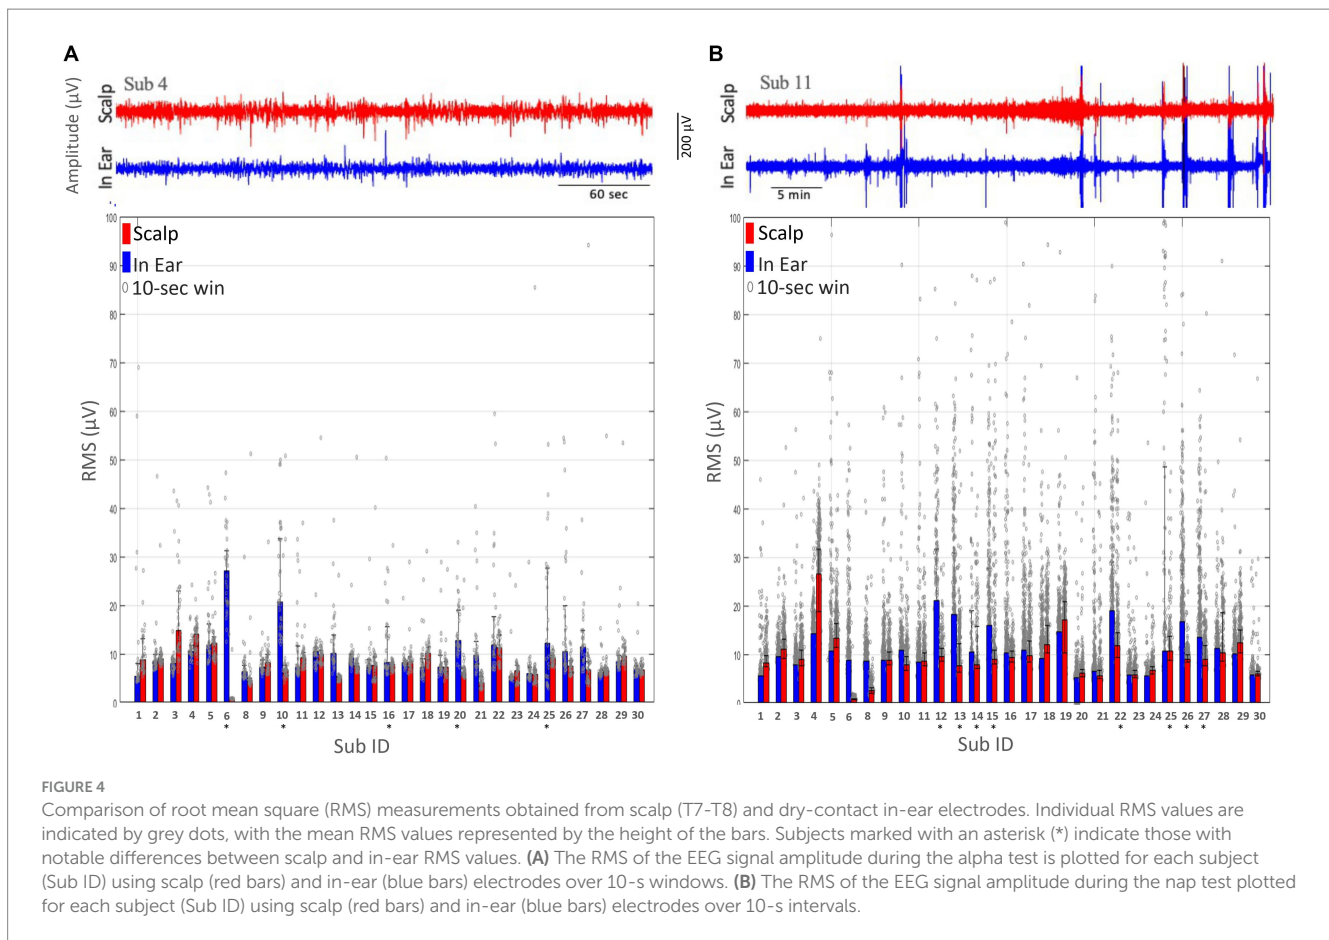 A
B
Sub 4
Sub 11
Amplitude (µV)
Scalp
In Ear
60 sec
200 µV
Scalp
In Ear
5 min
Scalp
In Ear
10-sec win
100
90
80
70
60
50
40
30
20
10
0
RMS (µV)
1 2 3 4 5 6 8 9 10 11 12 13 14 15 16 17 18 19 20 21 22 23 24 25 26 27 28 29 30
* * * * *
Sub ID
Scalp
In Ear
10-sec win
100
90
80
70
60
50
40
30
20
10
0
RMS (µV)
1 2 3 4 5 6 8 9 10 11 12 13 14 15 16 17 18 19 20 21 22 23 24 25 26 27 28 29 30
* * * * * * * *
Sub ID
FIGURE 4
Comparison of root mean square (RMS) measurements obtained from scalp (T7-T8) and dry-contact in-ear electrodes. Individual RMS values are
indicated by grey dots, with the mean RMS values represented by the height of the bars. Subjects marked with an asterisk (*) indicate those with
notable differences between scalp and in-ear RMS values. (A) The RMS of the EEG signal amplitude during the alpha test is plotted for each subject
(Sub ID) using scalp (red bars) and in-ear (blue bars) electrodes over 10-s windows. (B) The RMS of the EEG signal amplitude during the nap test plotted
for each subject (Sub ID) using scalp (red bars) and in-ear (blue bars) electrodes over 10-s intervals.